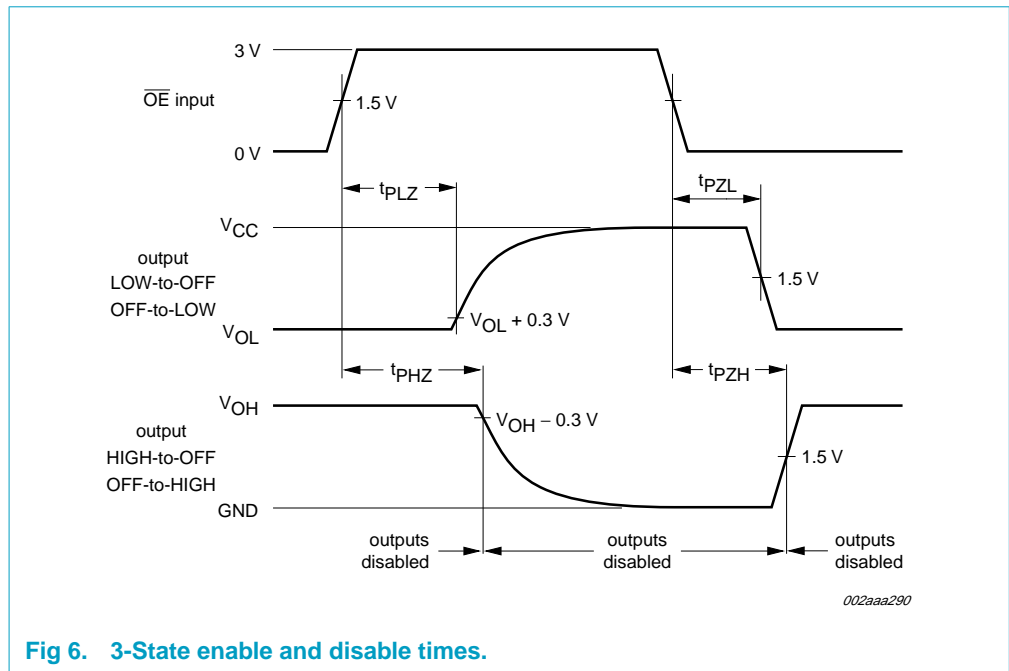 3 V
OE input
1.5 V
0 V
tPLZ
tPZL
VCC
output
LOW-to-OFF
OFF-to-LOW
1.5 V
VOL + 0.3 V
VOL
tPHZ
tPZH
VOH
VOH − 0.3 V
output
HIGH-to-OFF
OFF-to-HIGH
1.5 V
GND
outputs
disabled
outputs
disabled
outputs
disabled
002aaa290
Fig 6. 3-State enable and disable times.